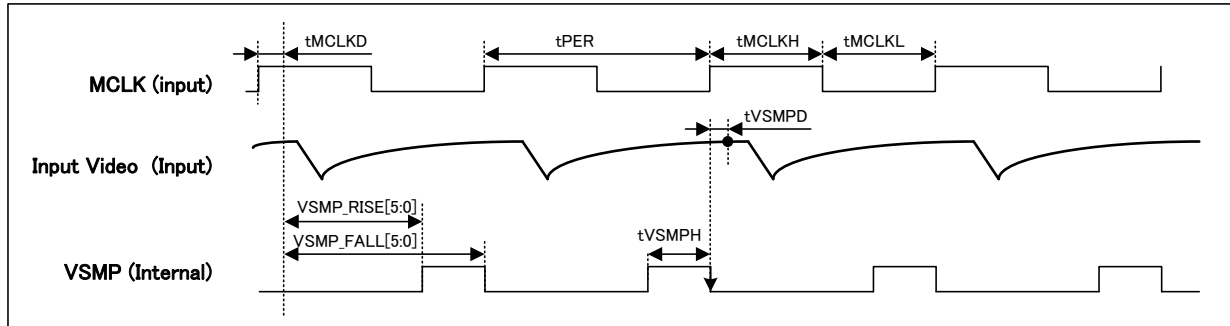 tMCLKD
tPER
tMCLKH
tMCLKL
MCLK (input)
tVSMPD
Input Video (Input)
VSMP_RISE[5:0]
VSMP_FALL[5:0]
tVSMPH
VSMP (Internal)